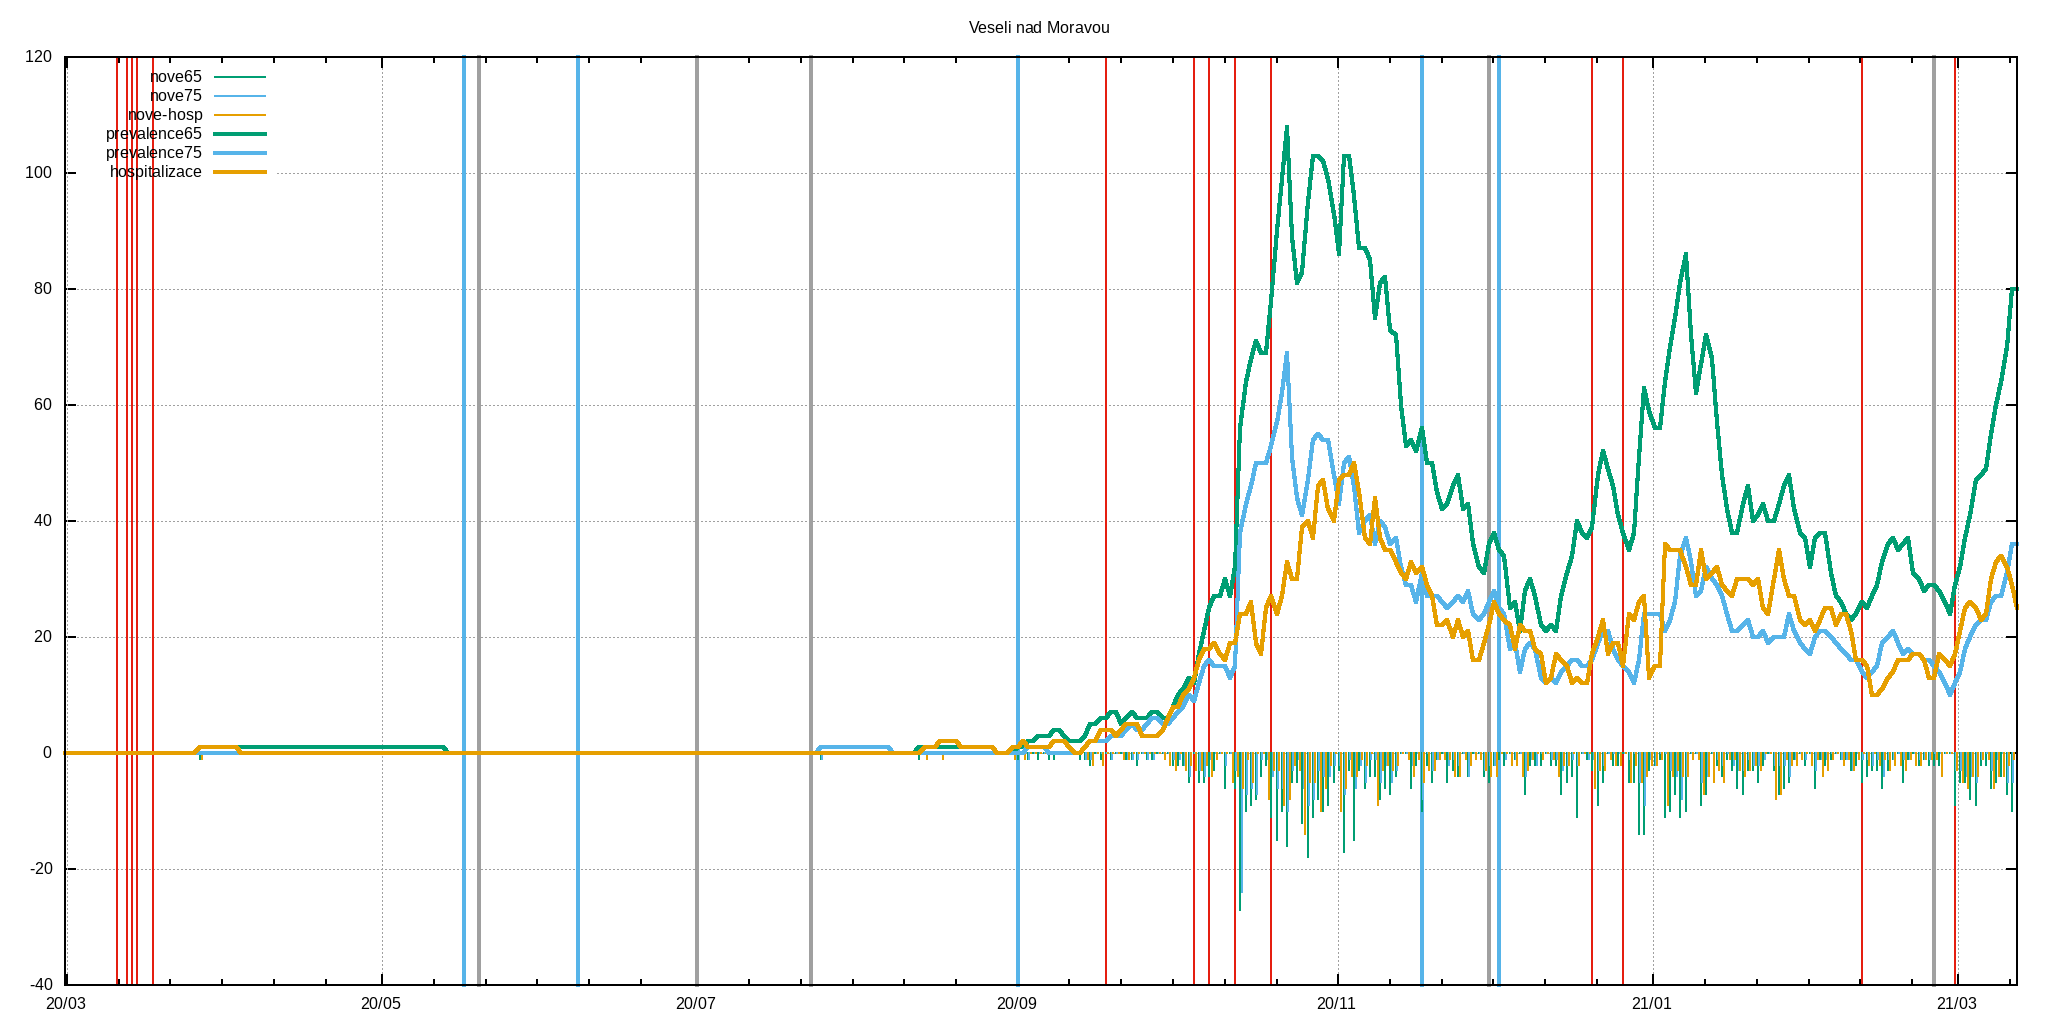 Veseli nad Moravou
120
100
80
60
40
20
0
-20
-40
nove65
nove75
nove-hosp
prevalence65
prevalence75
hospitalizace
20/03 20/05 20/07 20/09 20/11 21/01 21/03